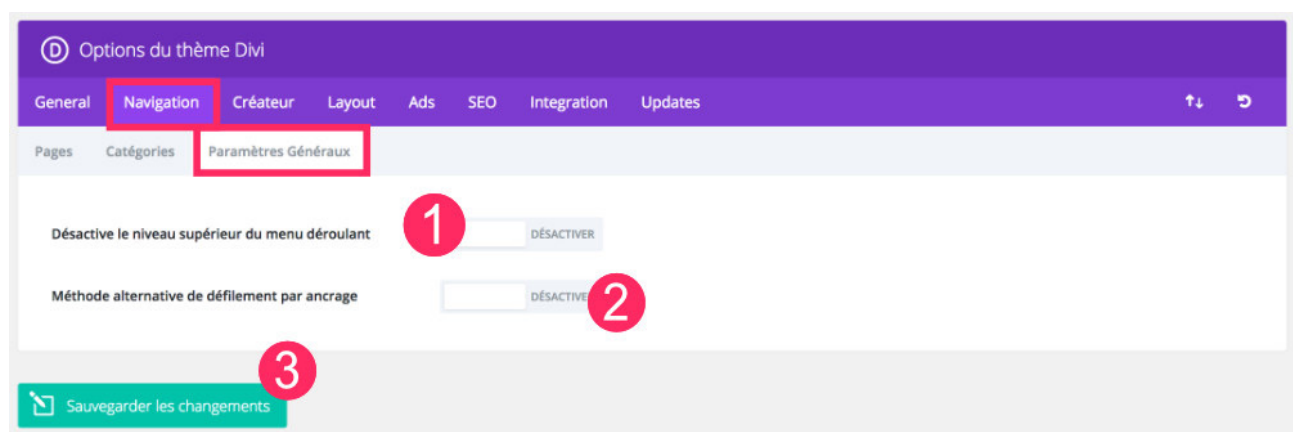 D Options du thème Divi
General Navigation Créateur Layout Ads SEO Integration Updates
Pages Catégories Paramètres Généraux
Désactive le niveau supérieur du menu déroulant 1 DÉSACTIVER
Méthode alternative de défilement par ancrage DÉSACTIVE 2
3
Sauvegarder les changements